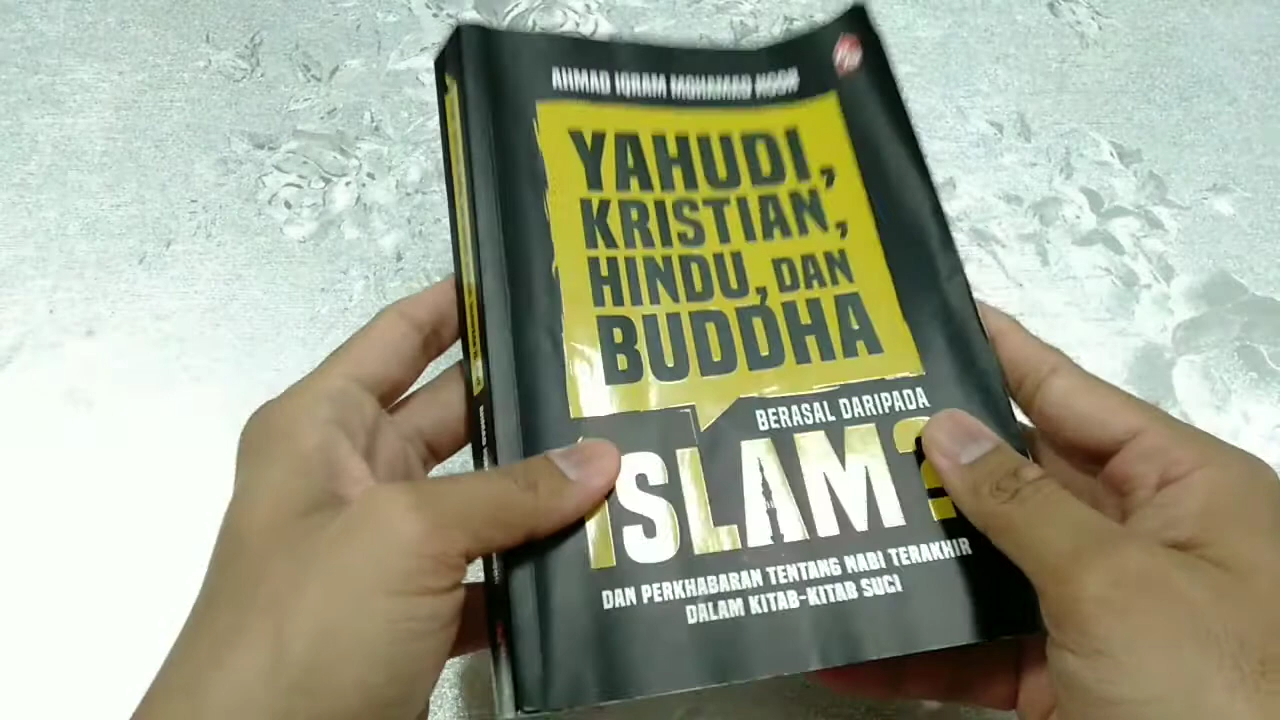 AHMAD IQRAM MOHAMAD NOOR
YAHUDI,
KRISTIAN,
HINDU, DAN
BUDDHA
BERASAL DARIPADA
ISLAM?
DAN PERKHABARAN TENTANG NABI TERAKHIR
DALAM KITAB-KITAB SUCI